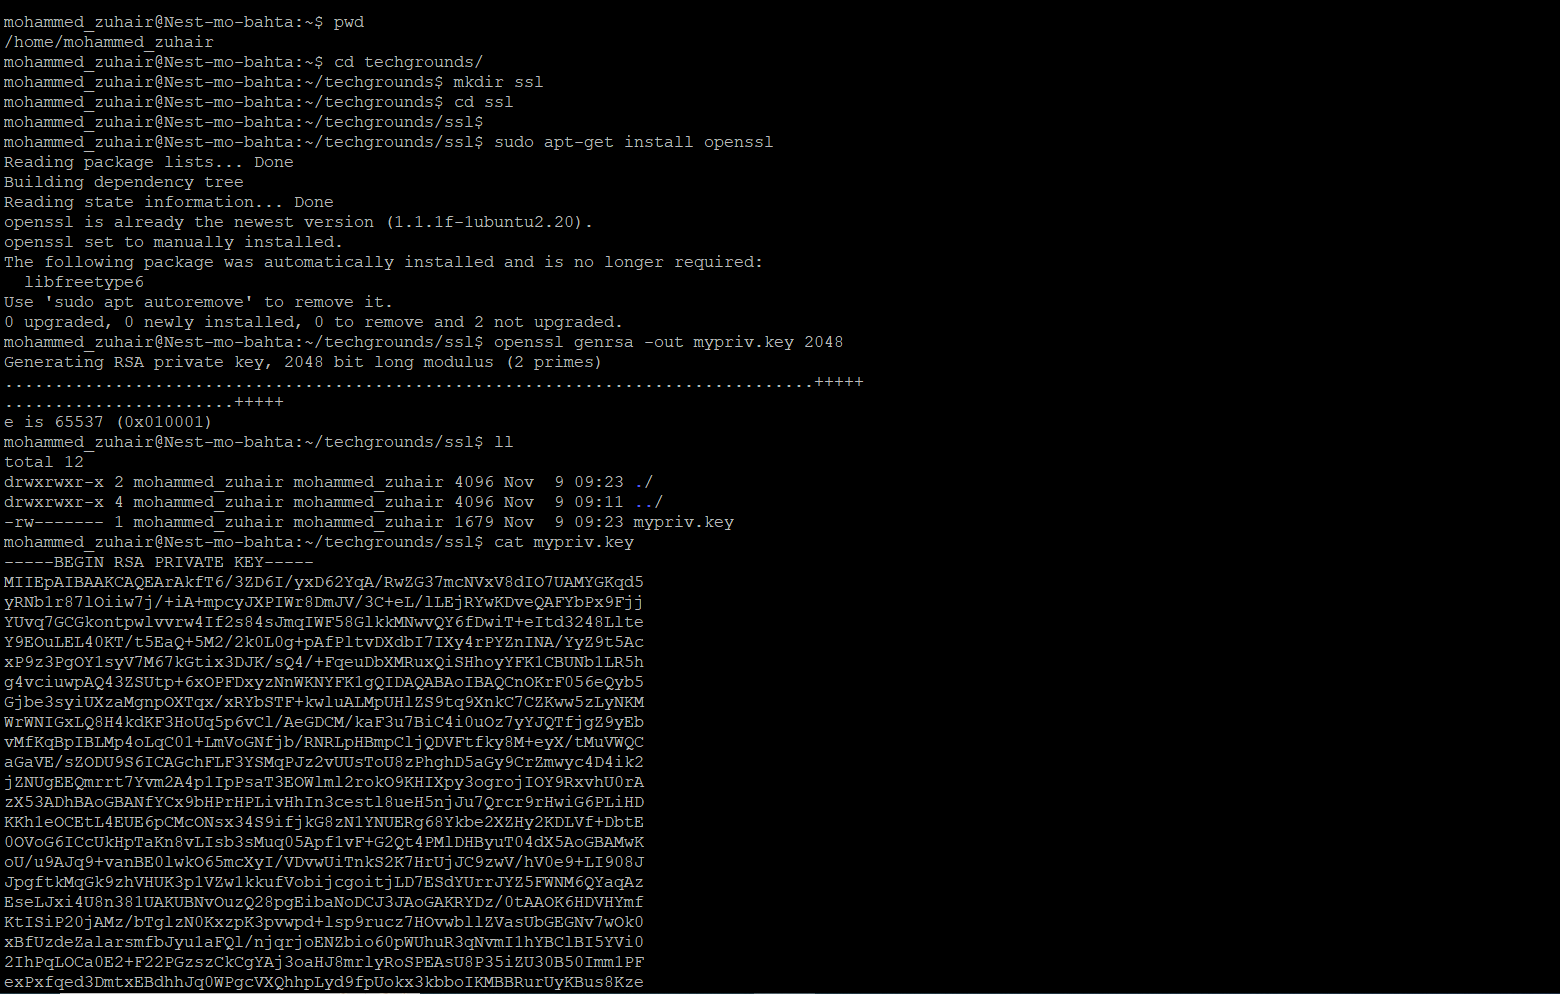 mohammed_zuhair@Nest-mo-bahta:~$ pwd
/home/mohammed_zuhair
mohammed_zuhair@Nest-mo-bahta:~$ cd techgrounds/
mohammed_zuhair@Nest-mo-bahta:~/techgrounds$ mkdir ssl
mohammed_zuhair@Nest-mo-bahta:~/techgrounds$ cd ssl
mohammed_zuhair@Nest-mo-bahta:~/techgrounds/ssl$
mohammed_zuhair@Nest-mo-bahta:~/techgrounds/ssl$ sudo apt-get install openssl
Reading package lists... Done
Building dependency tree
Reading state information... Done
openssl is already the newest version (1.1.1f-1ubuntu2.20).
openssl set to manually installed.
The following package was automatically installed and is no longer required:
  libfreetype6
Use 'sudo apt autoremove' to remove it.
0 upgraded, 0 newly installed, 0 to remove and 2 not upgraded.
mohammed_zuhair@Nest-mo-bahta:~/techgrounds/ssl$ openssl genrsa -out mypriv.key 2048
Generating RSA private key, 2048 bit long modulus (2 primes)
.................................................................................+++++
.......................+++++
e is 65537 (0x010001)
mohammed_zuhair@Nest-mo-bahta:~/techgrounds/ssl$ ll
total 12
drwxrwxr-x 2 mohammed_zuhair mohammed_zuhair 4096 Nov  9 09:23 ./
drwxrwxr-x 4 mohammed_zuhair mohammed_zuhair 4096 Nov  9 09:11 ../
-rw------- 1 mohammed_zuhair mohammed_zuhair 1679 Nov  9 09:23 mypriv.key
mohammed_zuhair@Nest-mo-bahta:~/techgrounds/ssl$ cat mypriv.key
-----BEGIN RSA PRIVATE KEY-----
MIIEpAIBAAKCAQEArAkfT6/3ZD6I/yxD62YqA/RwZG37mcNVxV8dIO7UAMYGKqd5
yRNb1r87lOiiw7j/+iA+mpcyJXPIWr8DmJV/3C+eL/lLEjRYwKDveQAFYbPx9Fjj
YUvq7GCGkontpwlvvrw4If2s84sJmqIWF58GlkkMNwvQY6fDwiT+eItd3248Llte
Y9EOuLEL40KT/t5EaQ+5M2/2k0L0g+pAfPltvDXdbI7IXy4rPYZnINA/YyZ9t5Ac
xP9z3PgOY1syV7M67kGtix3DJK/sQ4/+FqeuDbXMRuxQiSHhoyYFK1CBUNb1LR5h
g4vciuwpAQ43ZSUtp+6xOPFDxyzNnWKNYFK1gQIDAQABAoIBAQCnOKrF056eQyb5
Gjbe3syiUXzaMgnpOXTqx/xRYbSTF+kwluALMpUHlZS9tq9XnkC7CZKww5zLyNKM
WrWNIGxLQ8H4kdKF3HoUq5p6vCl/AeGDCM/kaF3u7BiC4i0uOz7yYJQTfjgZ9yEb
vMfKqBpIBLMp4oLqC01+LmVoGNfjb/RNRLpHBmpCljQDVFtfky8M+eyX/tMuVWQC
aGaVE/sZODU9S6ICAGchFLF3YSMqPJz2vUUsToU8zPhghD5aGy9CrZmwyc4D4ik2
jZNUgEEQmrrt7Yvm2A4p1IpPsaT3EOWlml2rokO9KHIXpy3ogrojIOY9RxvhU0rA
zX53ADhBAoGBANfYCx9bHPrHPLivHhIn3cestl8ueH5njJu7Qrcr9rHwiG6PLiHD
KKh1eOCEtL4EUE6pCMcONsx34S9ifjkG8zN1YNUERg68Ykbe2XZHy2KDLVf+DbtE
0OVoG6ICcUkHpTaKn8vLIsb3sMuq05Apf1vF+G2Qt4PMlDHByuT04dX5AoGBAMwK
oU/u9AJq9+vanBE0lwkO65mcXyI/VDvwUiTnkS2K7HrUjJC9zwV/hV0e9+LI908J
JpgftkMqGk9zhVHUK3p1VZw1kkufVobijcgoitjLD7ESdYUrrJYZ5FWNM6QYaqAz
EseLJxi4U8n381UAKUBNvOuzQ28pgEibaNoDCJ3JAoGAKRYDz/0tAAOK6HDVHYmf
KtISiP20jAMz/bTglzN0KxzpK3pvwpd+lsp9rucz7HOvwbllZVasUbGEGNv7wOk0
xBfUzdeZalarsmfbJyu1aFQl/njqrjoENZbio60pWUhuR3qNvmI1hYBClBI5YVi0
2IhPqLOCa0E2+F22PGzszCkCgYAj3oaHJ8mrlyRoSPEAsU8P35iZU30B50Imm1PF
exPxfqed3DmtxEBdhhJq0WPgcVXQhhpLyd9fpUokx3kbboIKMBBRurUyKBus8Kze